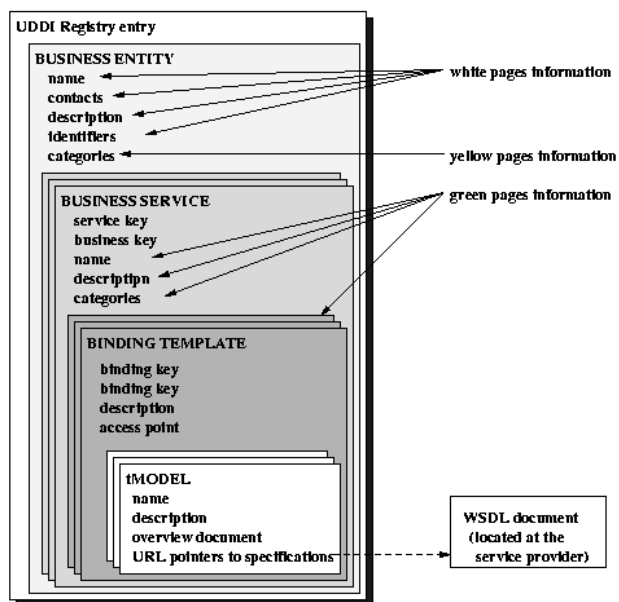 UDDI Registry entry
BUSINESS ENTITY
name
contacts
description
identifiers
categories
white pages information
yellow pages information
green pages information
BUSINESS SERVICE
service key
business key
name
descriptipn
categories
BINDING TEMPLATE
binding key
binding key
description
access point
tMODEL
name
description
overview document
URL pointers to specifications
WSDL document
(located at the
service provider)